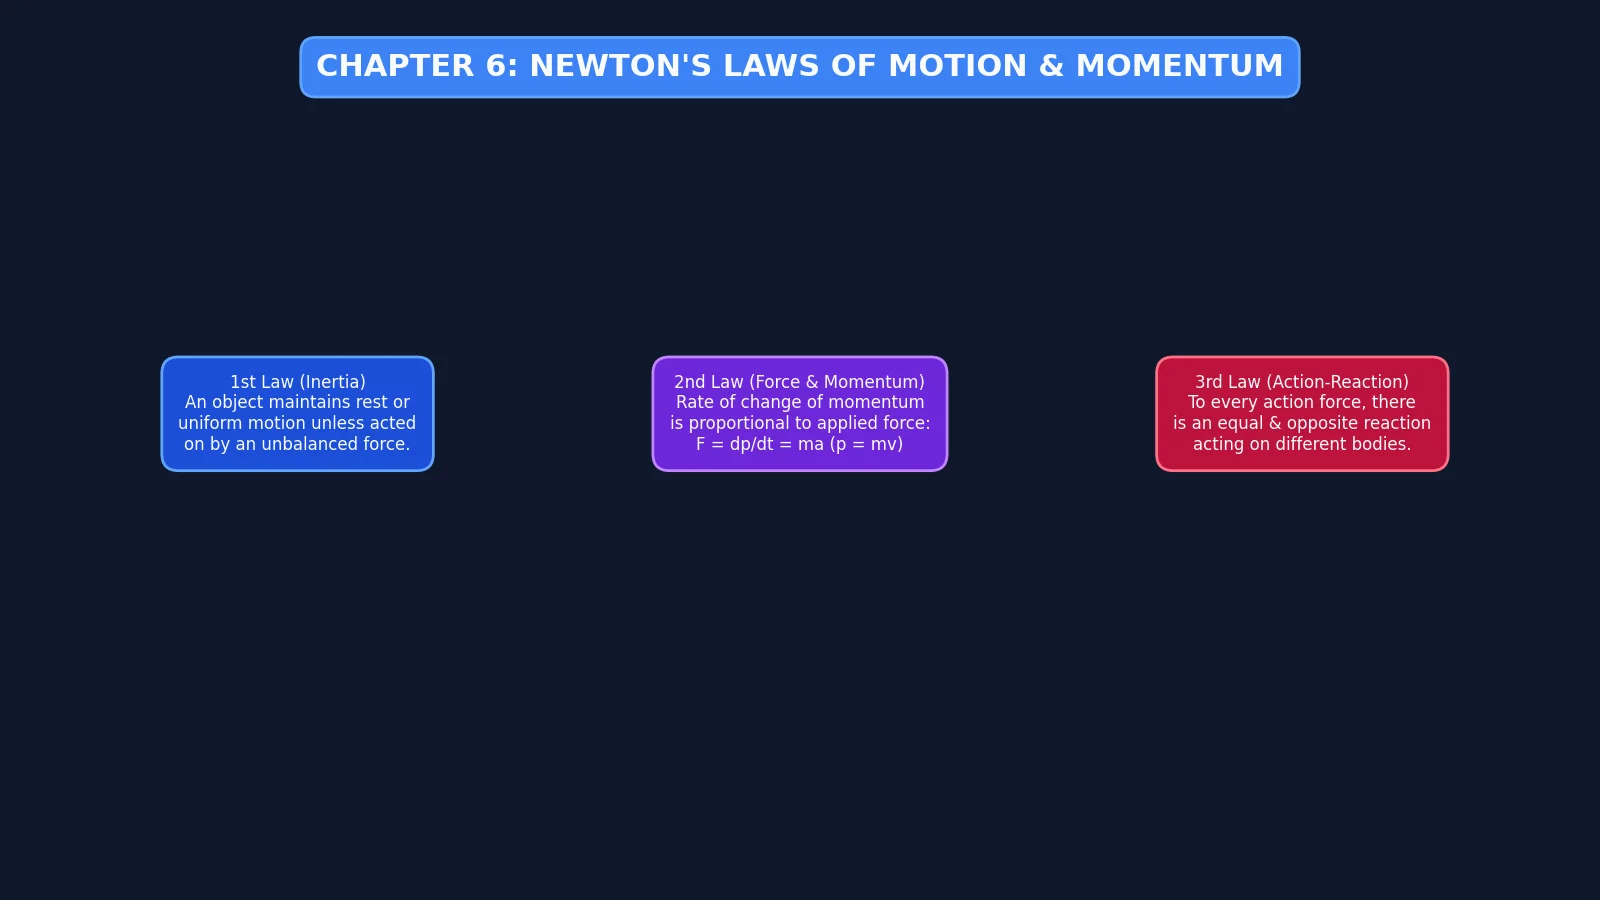 CHAPTER 6: NEWTON'S LAWS OF MOTION & MOMENTUM
1st Law (Inertia)
An object maintains rest or
uniform motion unless acted
on by an unbalanced force.
2nd Law (Force & Momentum)
Rate of change of momentum
is proportional to applied force:
F = dp/dt = ma (p = mv)
3rd Law (Action-Reaction)
To every action force, there
is an equal & opposite reaction
acting on different bodies.